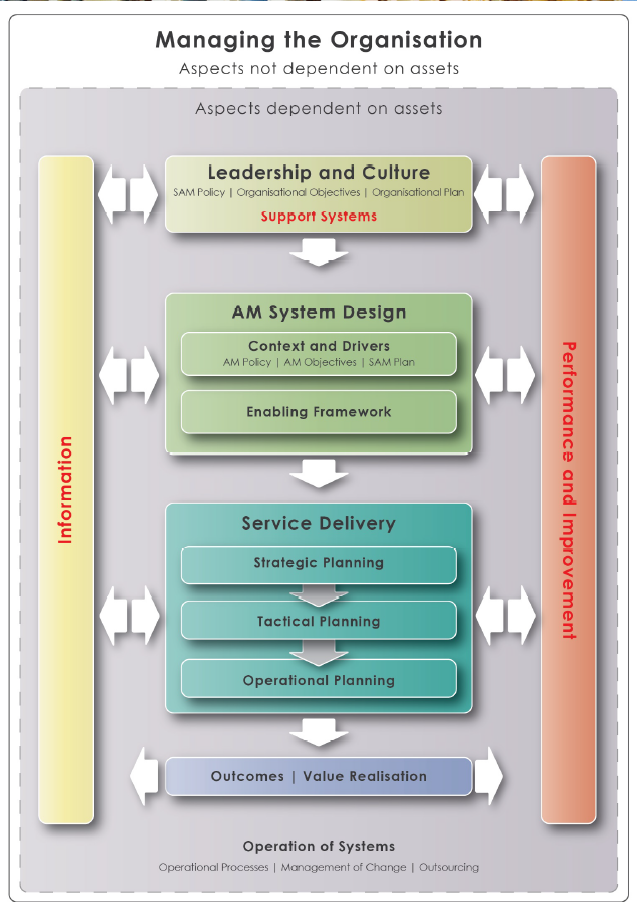 Managing the Organisation
Aspects not dependent on assets
Aspects dependent on assets
Leadership and Culture
SAM Policy | Organisational Objectives | Organisational Plan
Support Systems
AM System Design
Context and Drivers
AM Policy | AM Objectives | SAM Plan
Enabling Framework
Information
Performance and Improvement
Service Delivery
Strategic Planning
Tactical Planning
Operational Planning
Outcomes | Value Realisation
Operation of Systems
Operational Processes | Management of Change | Outsourcing